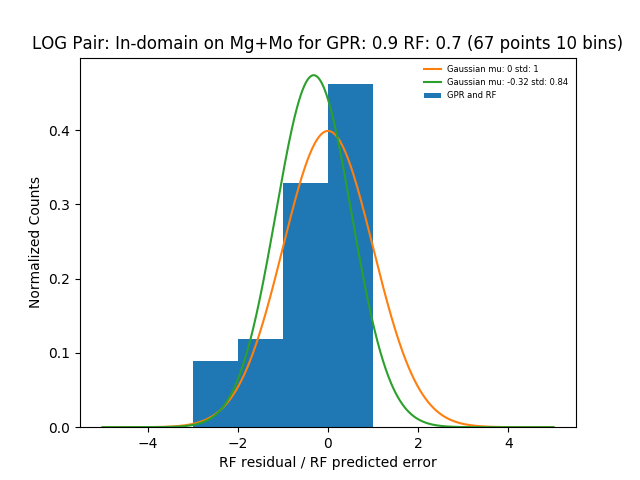 LOG Pair: In-domain on Mg+Mo for GPR: 0.9 RF: 0.7 (67 points 10 bins)
Gaussian mu: 0 std: 1
Gaussian mu: -0.32 std: 0.84
GPR and RF
Normalized Counts
0.4
0.3
0.2
0.1
0.0
−4 −2 0 2 4
RF residual / RF predicted error